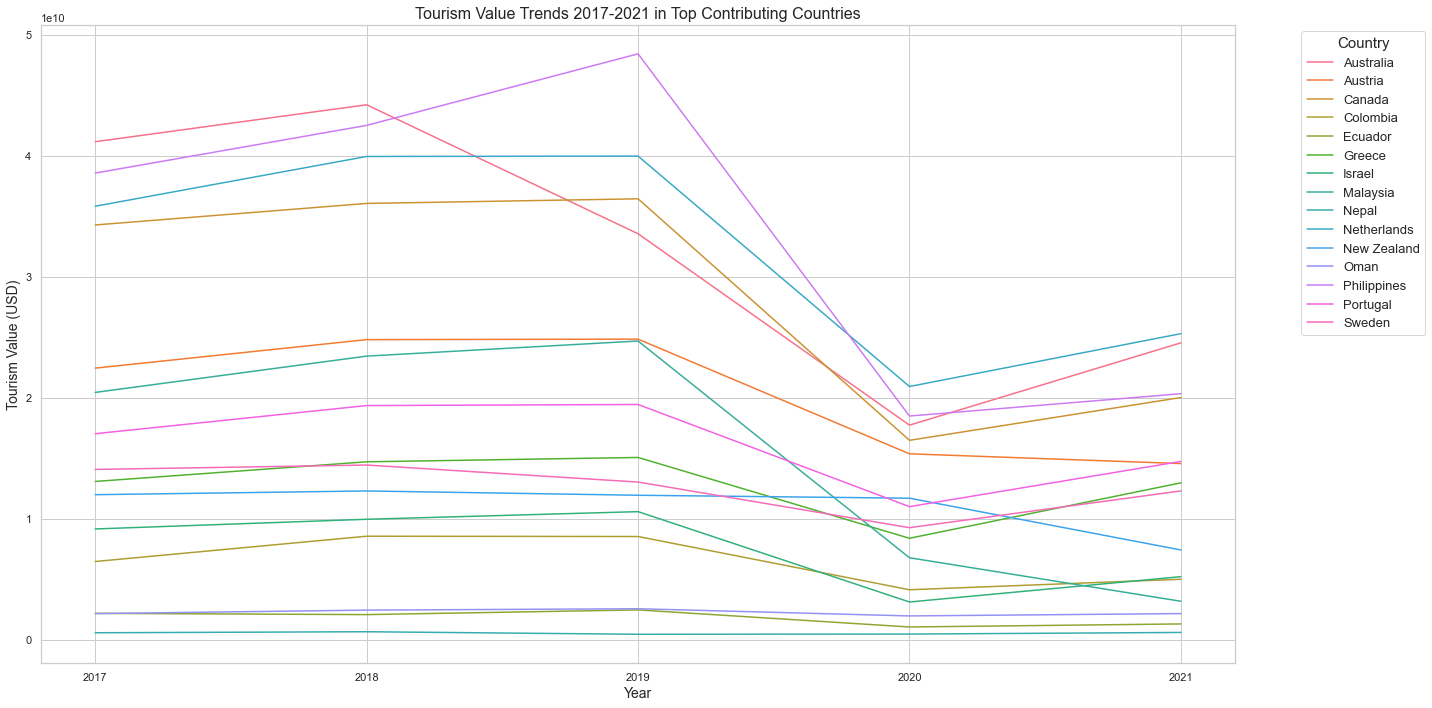 Tourism Value Trends 2017-2021 in Top Contributing Countries
1e10
5
4
3
2
1
0
Tourism Value (USD)
2017 2018 2019 2020 2021
Year
Country
Australia
Austria
Canada
Colombia
Ecuador
Greece
Israel
Malaysia
Nepal
Netherlands
New Zealand
Oman
Philippines
Portugal
Sweden